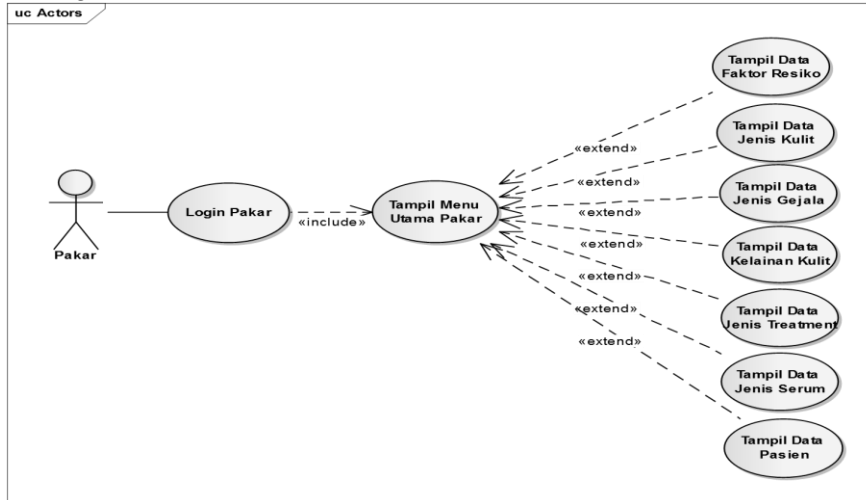 uc Actors
Pakar
Login Pakar
«include»
Tampil Menu
Utama Pakar
«extend»
«extend»
«extend»
«extend»
«extend»
«extend»
«extend»
Tampil Data
Faktor Resiko
Tampil Data
Jenis Kulit
Tampil Data
Jenis Gejala
Tampil Data
Kelainan Kulit
Tampil Data
Jenis Treatment
Tampil Data
Jenis Serum
Tampil Data
Pasien